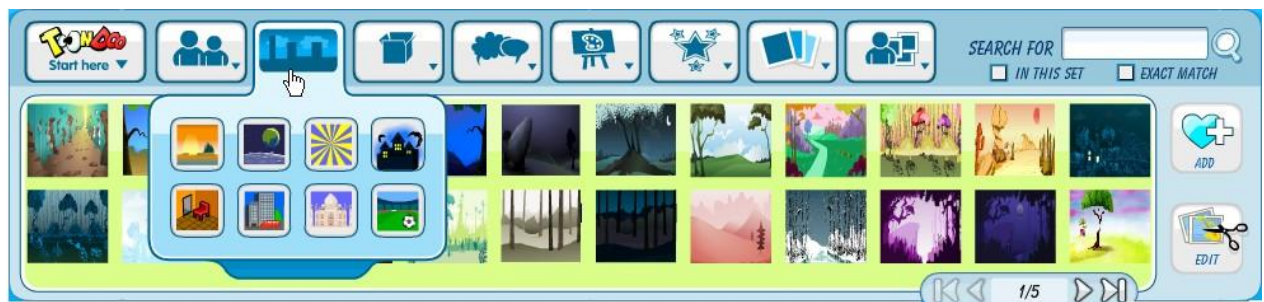 TOONDOO
Start here
SEARCH FOR
IN THIS SET
EXACT MATCH
ADD
EDIT
1/5